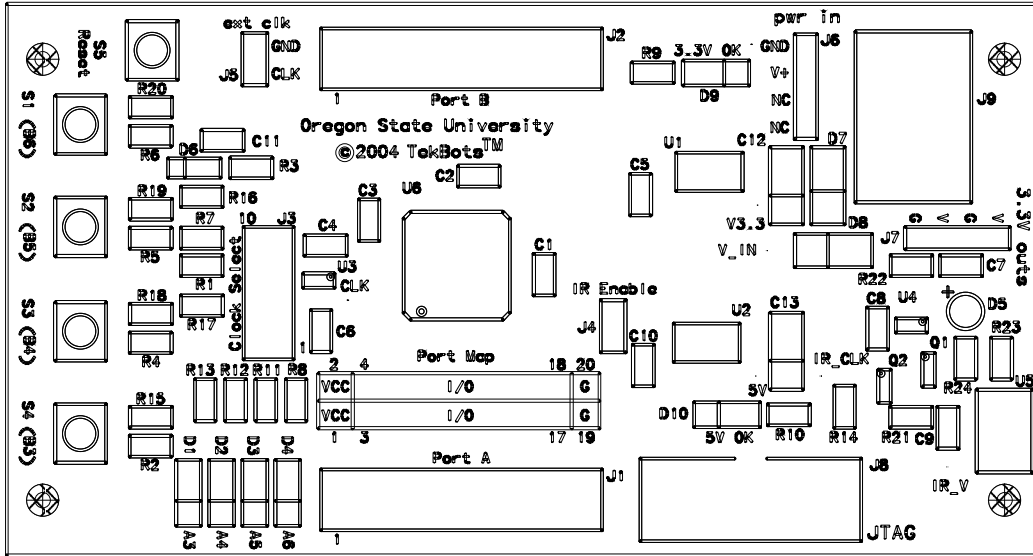 ext clk
pwr in
S5
Reset
GND
J5
CLK
J2
1
Port B
R9
3.3V OK
D9
GND
V+
NC
NC
J6
J9
S1 (B6)
R20
R6
D6
C11
R3
Oregon State University
©2004 TekBots™
C2
U6
C3
C5
U1
C12
D7
V3.3
D8
V_IN
3.3V outs
G
V
G
V
J7
R22
C7
S2 (B5)
R19
R5
R16
R7
R1
10
J3
Clock Select
1
C4
U3
CLK
C6
C1
IR Enable
J4
C10
U2
C13
5V
C8
U4
+
D5
R23
S3 (B4)
R18
R4
R17
Port Map
2
4
18
20
VCC
I/O
G
VCC
I/O
G
1
3
17
19
IR_CLK
Q2
Q1
R24
U5
R13
R12
R11
R8
S4 (B3)
R15
R2
D1
D2
D3
D4
A3
A4
A5
A6
Port A
J1
1
D10
5V OK
R10
R14
R21
C9
IR_V
J8
JTAG